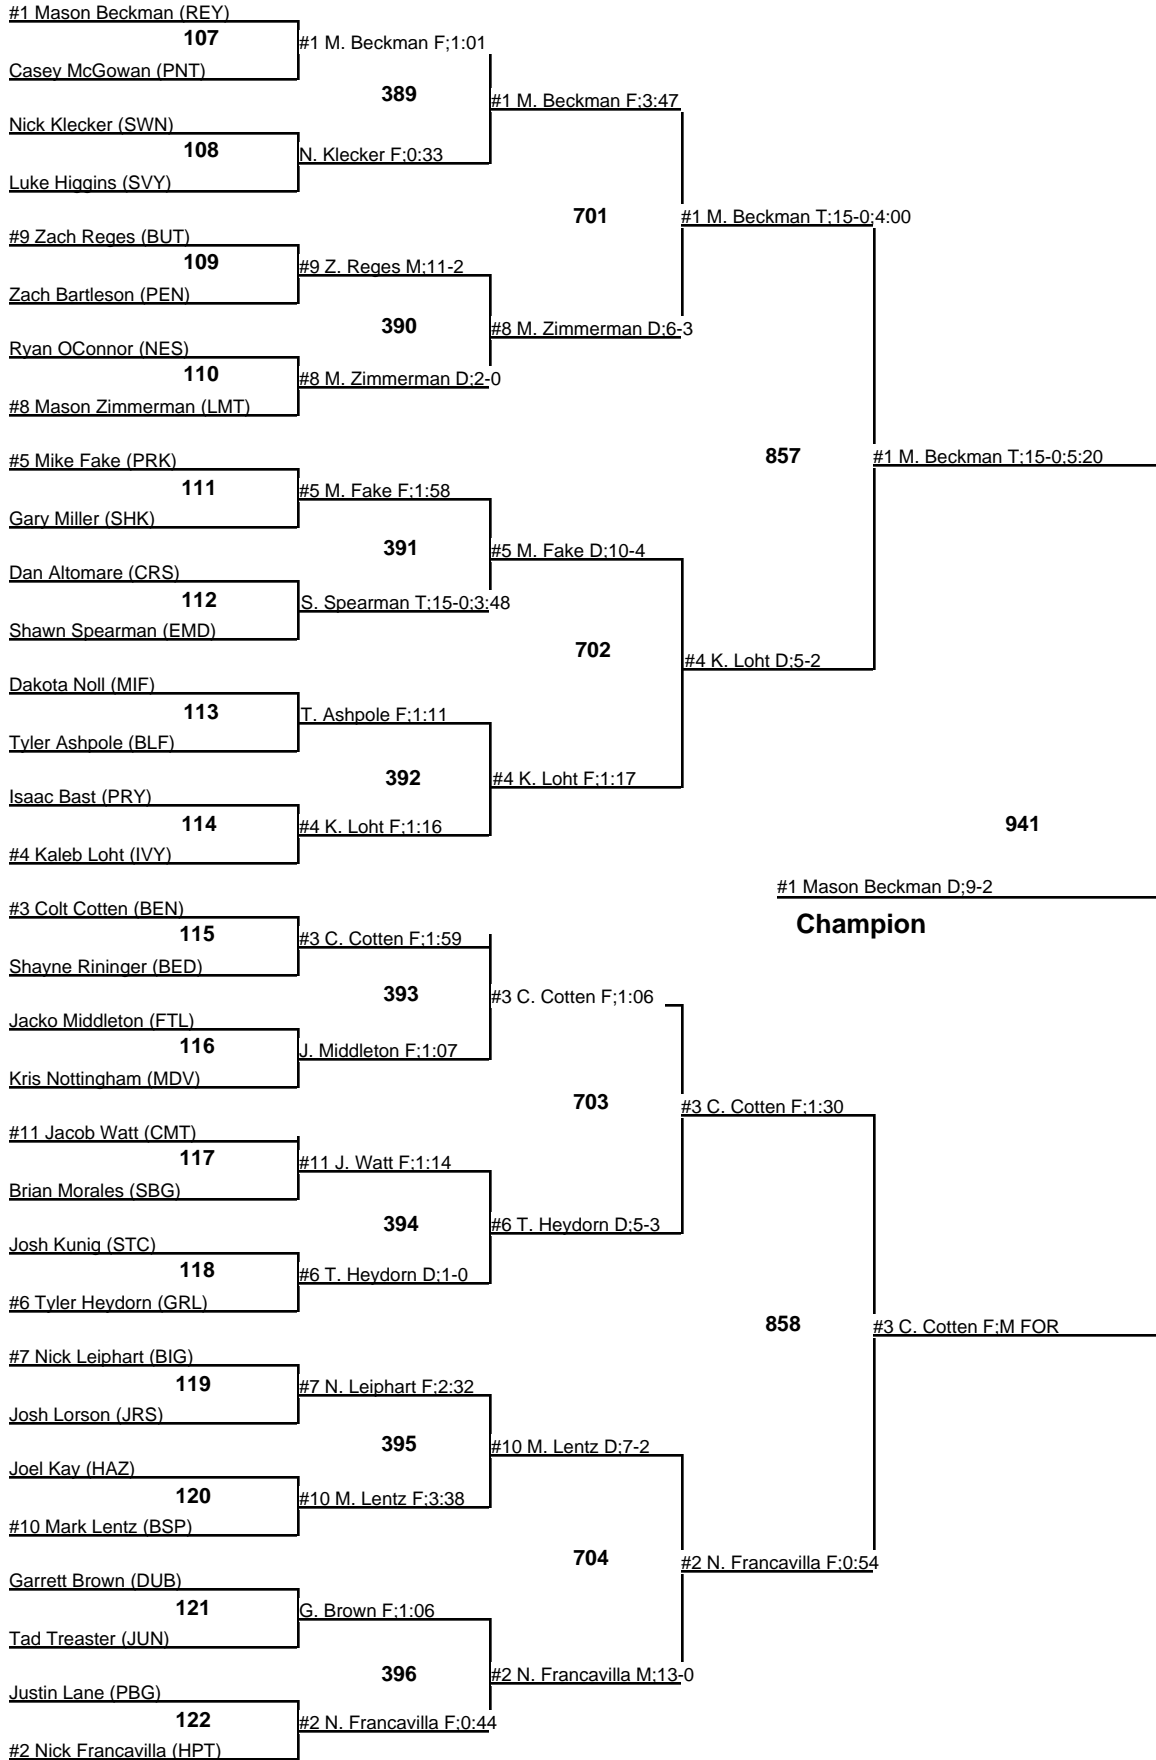 #1 Mason Beckman (REY)
107
#1 M. Beckman F;1:01
Casey McGowan (PNT)
389
#1 M. Beckman F;3:47
Nick Klecker (SWN)
108
N. Klecker F;0:33
Luke Higgins (SVY)
701
#1 M. Beckman T;15-0;4:00
#9 Zach Reges (BUT)
109
#9 Z. Reges M;11-2
Zach Bartleson (PEN)
390
#8 M. Zimmerman D;6-3
Ryan OConnor (NES)
110
#8 M. Zimmerman D;2-0
#8 Mason Zimmerman (LMT)
857
#1 M. Beckman T;15-0;5:20
#5 Mike Fake (PRK)
111
#5 M. Fake F;1:58
Gary Miller (SHK)
391
#5 M. Fake D;10-4
Dan Altomare (CRS)
112
S. Spearman T;15-0;3:48
Shawn Spearman (EMD)
702
#4 K. Loht D;5-2
Dakota Noll (MIF)
113
T. Ashpole F;1:11
Tyler Ashpole (BLF)
392
#4 K. Loht F;1:17
Isaac Bast (PRY)
114
#4 K. Loht F;1:16
#4 Kaleb Loht (IVY)
941
#1 Mason Beckman D;9-2
Champion
#3 Colt Cotten (BEN)
115
#3 C. Cotten F;1:59
Shayne Rininger (BED)
393
#3 C. Cotten F;1:06
Jacko Middleton (FTL)
116
J. Middleton F;1:07
Kris Nottingham (MDV)
703
#3 C. Cotten F;1:30
#11 Jacob Watt (CMT)
117
#11 J. Watt F;1:14
Brian Morales (SBG)
394
#6 T. Heydorn D;5-3
Josh Kunig (STC)
118
#6 T. Heydorn D;1-0
#6 Tyler Heydorn (GRL)
858
#3 C. Cotten F;M FOR
#7 Nick Leiphart (BIG)
119
#7 N. Leiphart F;2:32
Josh Lorson (JRS)
395
#10 M. Lentz D;7-2
Joel Kay (HAZ)
120
#10 M. Lentz F;3:38
#10 Mark Lentz (BSP)
704
#2 N. Francavilla F;0:54
Garrett Brown (DUB)
121
G. Brown F;1:06
Tad Treaster (JUN)
396
#2 N. Francavilla M;13-0
Justin Lane (PBG)
122
#2 N. Francavilla F;0:44
#2 Nick Francavilla (HPT)